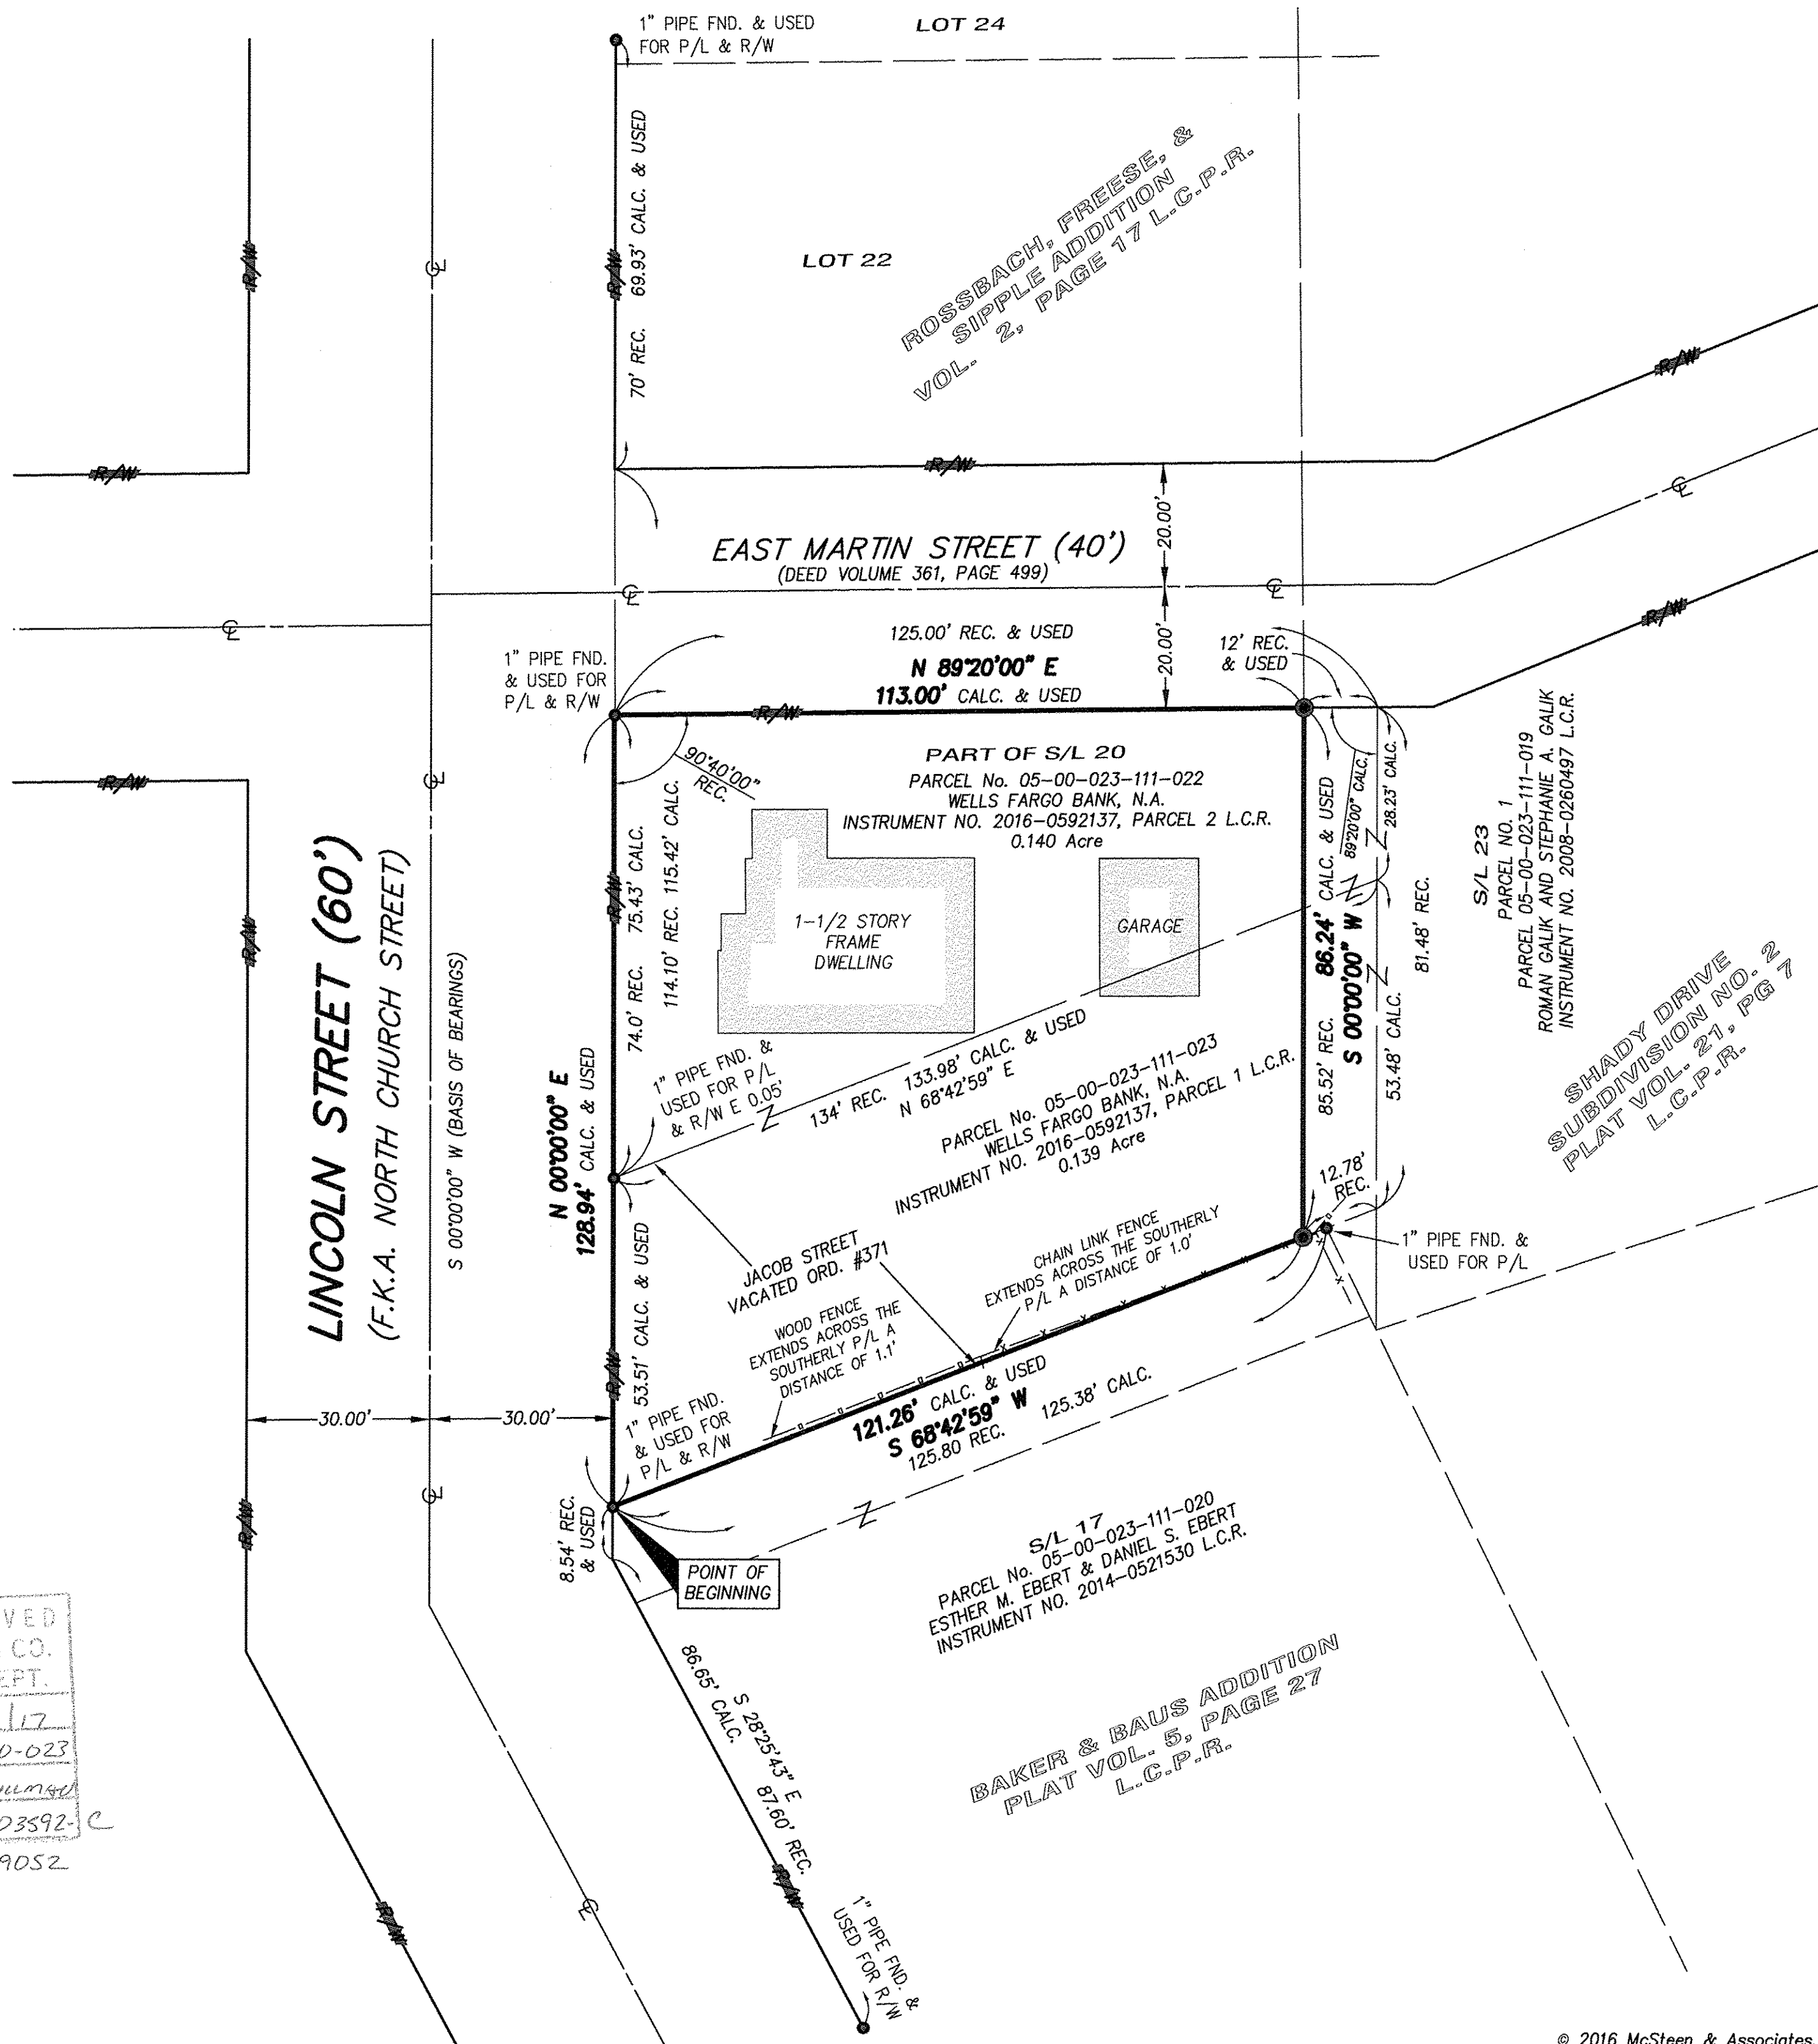 1" PIPE FND. & USED
FOR P/L & R/W
LOT 24
70' REC. 69.93' CALC. & USED
R/W
R/W
LOT 22
ROSSBACH, FREESE, &
SIPPLE ADDITION
VOL. 2, PAGE 17 L.C.P.R.
R/W
R/W
R/W
EAST MARTIN STREET (40')
(DEED VOLUME 361, PAGE 499)
20.00'
20.00'
R/W
125.00' REC. & USED
N 89°20'00" E
113.00' CALC. & USED
R/W
12' REC.
& USED
1" PIPE FND.
& USED FOR
P/L & R/W
90°40'00"
REC.
PART OF S/L 20
PARCEL No. 05-00-023-111-022
WELLS FARGO BANK, N.A.
INSTRUMENT NO. 2016-0592137, PARCEL 2 L.C.R.
0.140 Acre
R/W
1-1/2 STORY
FRAME
DWELLING
GARAGE
74.0' REC. 75.43' CALC.
114.10' REC. 115.42' CALC.
R/W
R/W
LINCOLN STREET (60')
(F.K.A. NORTH CHURCH STREET)
S 00°00'00" W (BASIS OF BEARINGS)
N 00°00'00" E
128.94' CALC. & USED
1" PIPE FND. &
USED FOR P/L
& R/W E 0.05'
134' REC. 133.98' CALC. & USED
N 68°42'59" E
PARCEL No. 05-00-023-111-023
WELLS FARGO BANK, N.A.
INSTRUMENT NO. 2016-0592137, PARCEL 1 L.C.R.
0.139 Acre
85.52' REC. 86.24' CALC. & USED
S 00°00'00" W
89°20'00" CALC.
28.23' CALC.
53.48' CALC.
81.48' REC.
S/L 23
PARCEL NO. 1
PARCEL 05-00-023-111-019
ROMAN GALIK AND STEPHANIE A. GALIK
INSTRUMENT NO. 2008-0260497 L.C.R.
SHADY DRIVE
SUBDIVISION NO. 2
PLAT VOL. 21, PG 7
L.C.P.R.
12.78'
REC.
1" PIPE FND. &
USED FOR P/L
JACOB STREET
VACATED ORD. #371
WOOD FENCE
EXTENDS ACROSS THE
SOUTHERLY P/L A
DISTANCE OF 1.1'
CHAIN LINK FENCE
EXTENDS ACROSS THE SOUTHERLY
P/L A DISTANCE OF 1.0'
53.51' CALC. & USED
R/W
30.00'
30.00'
1" PIPE FND.
& USED FOR
P/L & R/W
121.26' CALC. & USED
S 68°42'59" W
125.80 REC.
125.38' CALC.
8.54' REC.
& USED
R/W
POINT OF
BEGINNING
S/L 17
PARCEL No. 05-00-023-111-020
ESTHER M. EBERT & DANIEL S. EBERT
INSTRUMENT NO. 2014-0521530 L.C.R.
BAKER & BAUS ADDITION
PLAT VOL. 5, PAGE 27
L.C.P.R.
86.65' CALC.
S 28°25'43" E
87.60' REC.
R/W
R/W
1" PIPE FND. &
USED FOR R/W
VED
CO.
EPT.
17
0-023
03592-C
9052
© 2016 McSteen & Associates